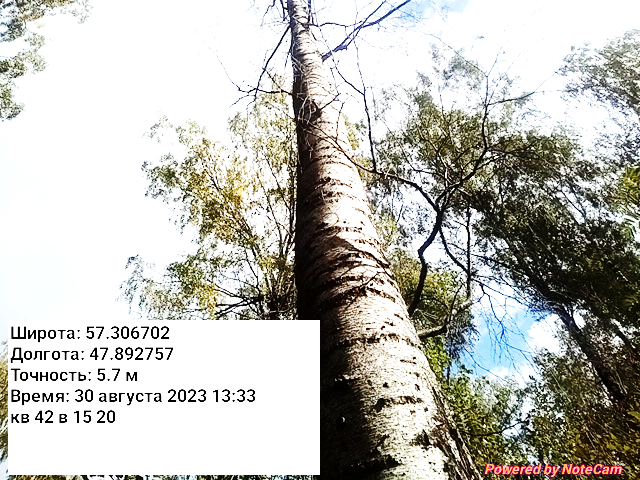 Широта: 57.306702
Долгота: 47.892757
Точность: 5.7 м
Время: 30 августа 2023 13:33
кв 42 в 15 20
Powered by NoteCam